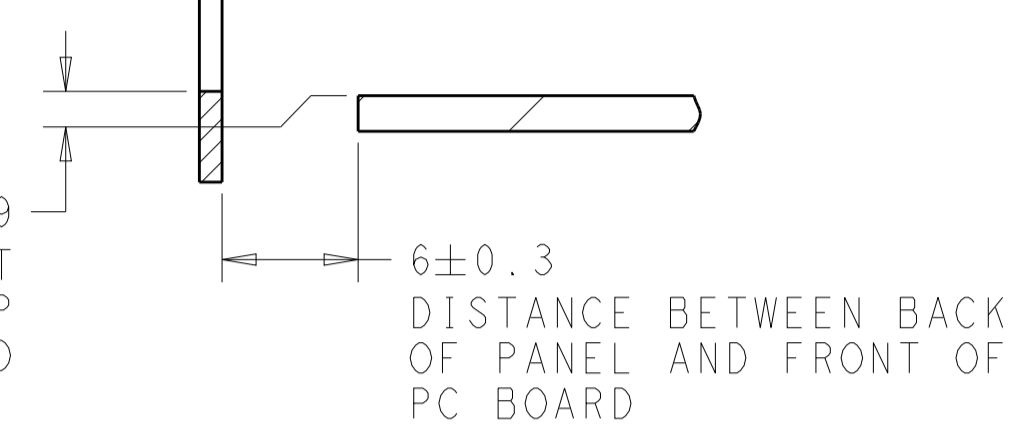 6±0.3
DISTANCE BETWEEN BACK
OF PANEL AND FRONT OF
PC BOARD